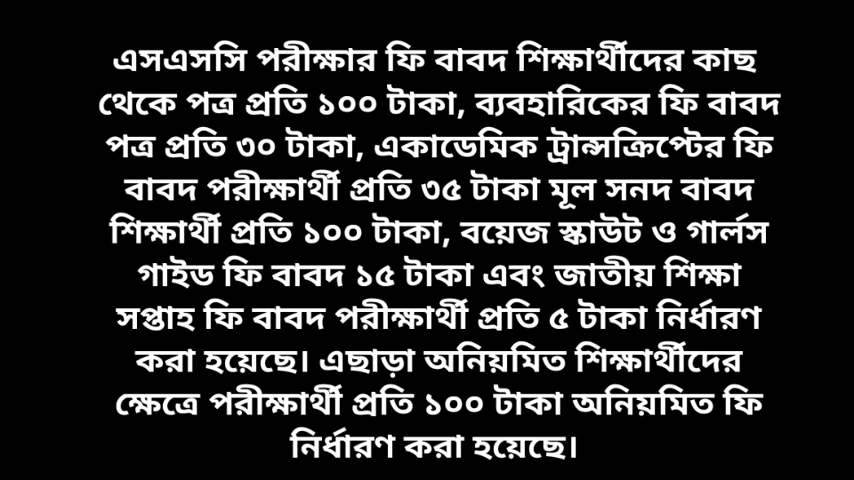 এসএসসি পরীক্ষার ফি বাবদ শিক্ষার্থীদের কাছ
থেকে পত্র প্রতি ১০০ টাকা, ব্যবহারিকের ফি বাবদ
পত্র প্রতি ৩০ টাকা, একাডেমিক ট্রান্সক্রিপ্টের ফি
বাবদ পরীক্ষার্থী প্রতি ৩৫ টাকা মূল সনদ বাবদ
শিক্ষার্থী প্রতি ১০০ টাকা, বয়েজ স্কাউট ও গার্লস
গাইড ফি বাবদ ১৫ টাকা এবং জাতীয় শিক্ষা
সপ্তাহ ফি বাবদ পরীক্ষার্থী প্রতি ৫ টাকা নির্ধারণ
করা হয়েছে। এছাড়া অনিয়মিত শিক্ষার্থীদের
ক্ষেত্রে পরীক্ষার্থী প্রতি ১০০ টাকা অনিয়মিত ফি
নির্ধারণ করা হয়েছে।